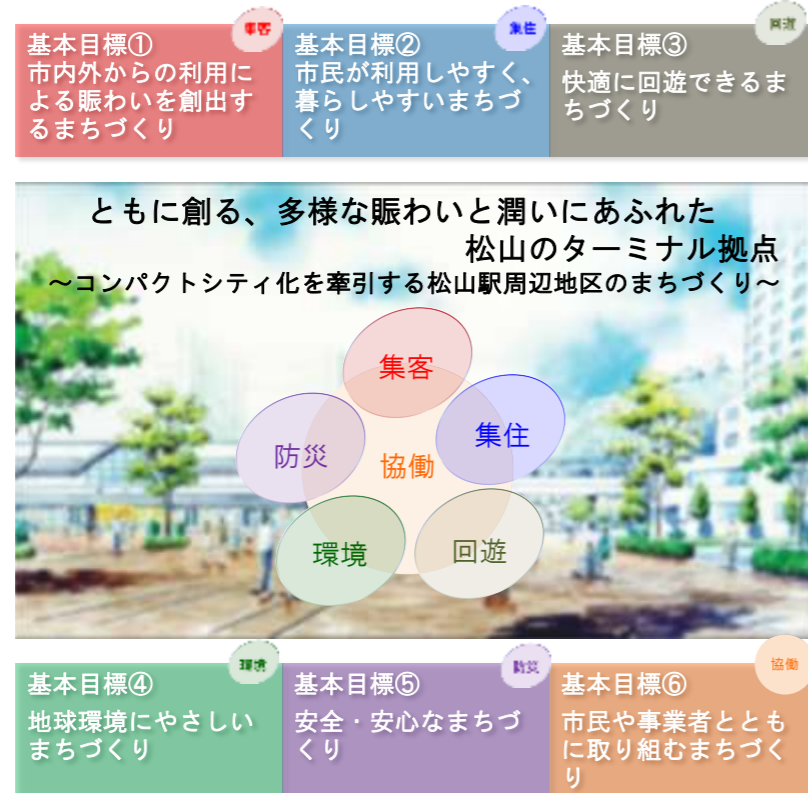 集客
基本目標①
市内外からの利用に
よる賑わいを創出す
るまちづくり
集住
基本目標②
市民が利用しやすく、
暮らしやすいまちづ
くり
回遊
基本目標③
快適に回遊できるま
ちづくり
ともに創る、多様な賑わいと潤いにあふれた
松山のターミナル拠点
～コンパクトシティ化を牽引する松山駅周辺地区のまちづくり～
集客
集住
防災
協働
環境
回遊
環境
基本目標④
地球環境にやさしい
まちづくり
防災
基本目標⑤
安全・安心なまちづ
くり
協働
基本目標⑥
市民や事業者ととも
に取り組むまちづく
り